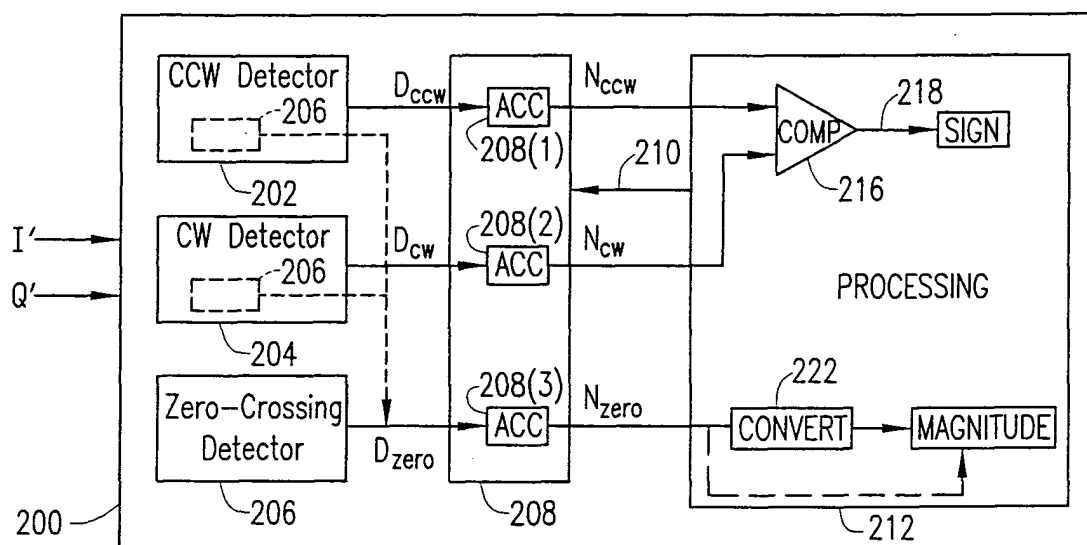 CCW Detector
206
202
CW Detector
206
204
Zero-Crossing
Detector
206
I'
Q'
200
D_ccw
D_cw
D_zero
ACC
208(1)
208(2)
ACC
208(3)
ACC
208
N_ccw
210
N_cw
N_zero
COMP
216
218
SIGN
PROCESSING
222
CONVERT
MAGNITUDE
212